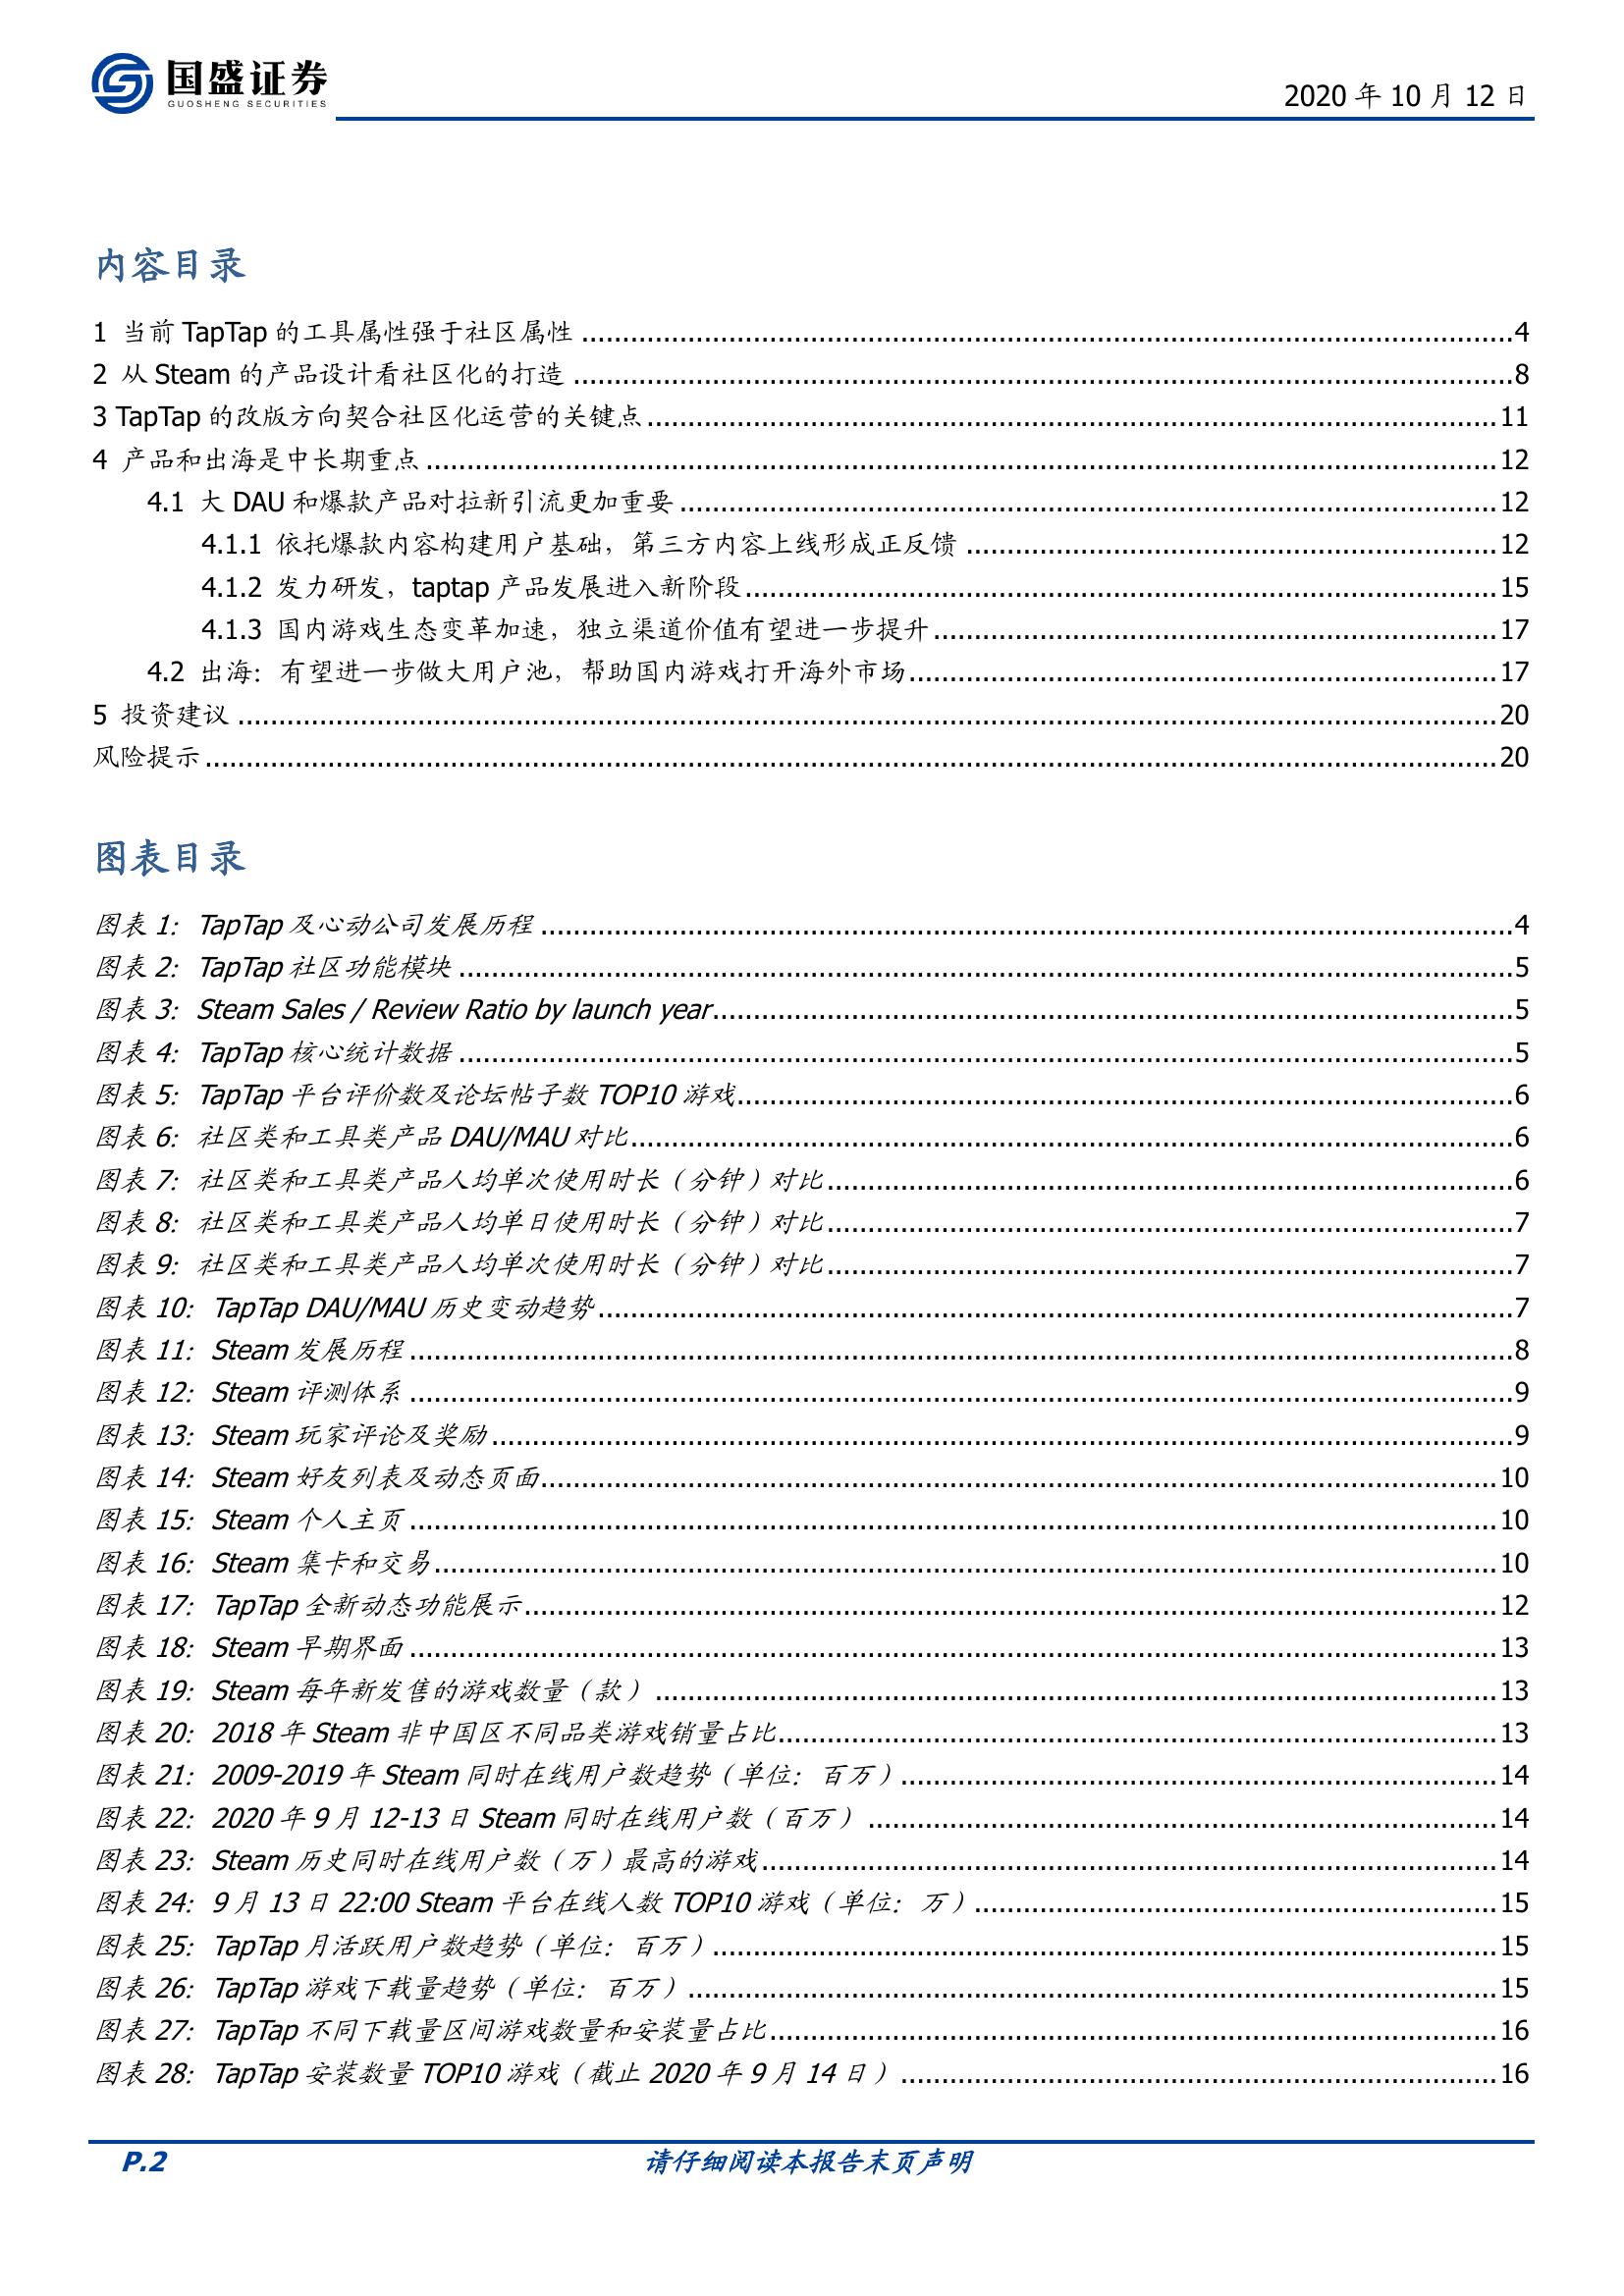 国盛证券
GUOSHENG SECURITIES
2020 年 10 月 12 日
内容目录
1 当前 TapTap 的工具属性强于社区属性 ........ 4
2 从 Steam 的产品设计看社区化的打造 ........ 8
3 TapTap 的改版方向契合社区化运营的关键点 ........ 11
4 产品和出海是中长期重点 ........ 12
4.1 大 DAU 和爆款产品对拉新引流更加重要 ........ 12
4.1.1 依托爆款内容构建用户基础，第三方内容上线形成正反馈 ........ 12
4.1.2 发力研发，taptap 产品发展进入新阶段 ........ 15
4.1.3 国内游戏生态变革加速，独立渠道价值有望进一步提升 ........ 17
4.2 出海：有望进一步做大用户池，帮助国内游戏打开海外市场 ........ 17
5 投资建议 ........ 20
风险提示 ........ 20
图表目录
图表 1：TapTap 及心动公司发展历程 ........ 4
图表 2：TapTap 社区功能模块 ........ 5
图表 3：Steam Sales / Review Ratio by launch year ........ 5
图表 4：TapTap 核心统计数据 ........ 5
图表 5：TapTap 平台评价数及论坛帖子数 TOP10 游戏 ........ 6
图表 6：社区类和工具类产品 DAU/MAU 对比 ........ 6
图表 7：社区类和工具类产品人均单次使用时长（分钟）对比 ........ 6
图表 8：社区类和工具类产品人均单日使用时长（分钟）对比 ........ 7
图表 9：社区类和工具类产品人均单次使用时长（分钟）对比 ........ 7
图表 10：TapTap DAU/MAU 历史变动趋势 ........ 7
图表 11：Steam 发展历程 ........ 8
图表 12：Steam 评测体系 ........ 9
图表 13：Steam 玩家评论及奖励 ........ 9
图表 14：Steam 好友列表及动态页面 ........ 10
图表 15：Steam 个人主页 ........ 10
图表 16：Steam 集卡和交易 ........ 10
图表 17：TapTap 全新动态功能展示 ........ 12
图表 18：Steam 早期界面 ........ 13
图表 19：Steam 每年新发售的游戏数量（款） ........ 13
图表 20：2018 年 Steam 非中国区不同品类游戏销量占比 ........ 13
图表 21：2009-2019 年 Steam 同时在线用户数趋势（单位：百万） ........ 14
图表 22：2020 年 9 月 12-13 日 Steam 同时在线用户数（百万） ........ 14
图表 23：Steam 历史同时在线用户数（万）最高的游戏 ........ 14
图表 24：9 月 13 日 22:00 Steam 平台在线人数 TOP10 游戏（单位：万） ........ 15
图表 25：TapTap 月活跃用户数趋势（单位：百万） ........ 15
图表 26：TapTap 游戏下载量趋势（单位：百万） ........ 15
图表 27：TapTap 不同下载量区间游戏数量和安装量占比 ........ 16
图表 28：TapTap 安装数量 TOP10 游戏（截止 2020 年 9 月 14 日） ........ 16
P.2
请仔细阅读本报告末页声明